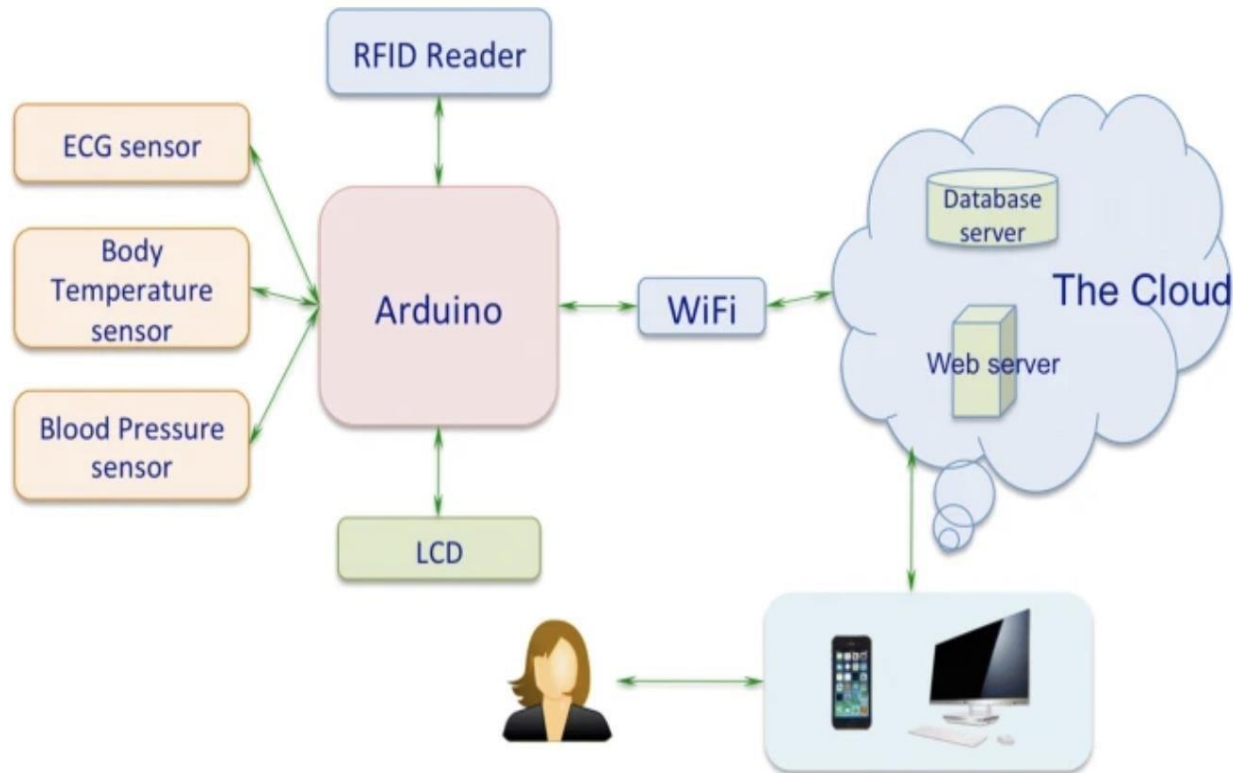 RFID Reader
ECG sensor
Body
Temperature
sensor
Blood Pressure
sensor
Arduino
LCD
WiFi
Database
server
The Cloud
Web server